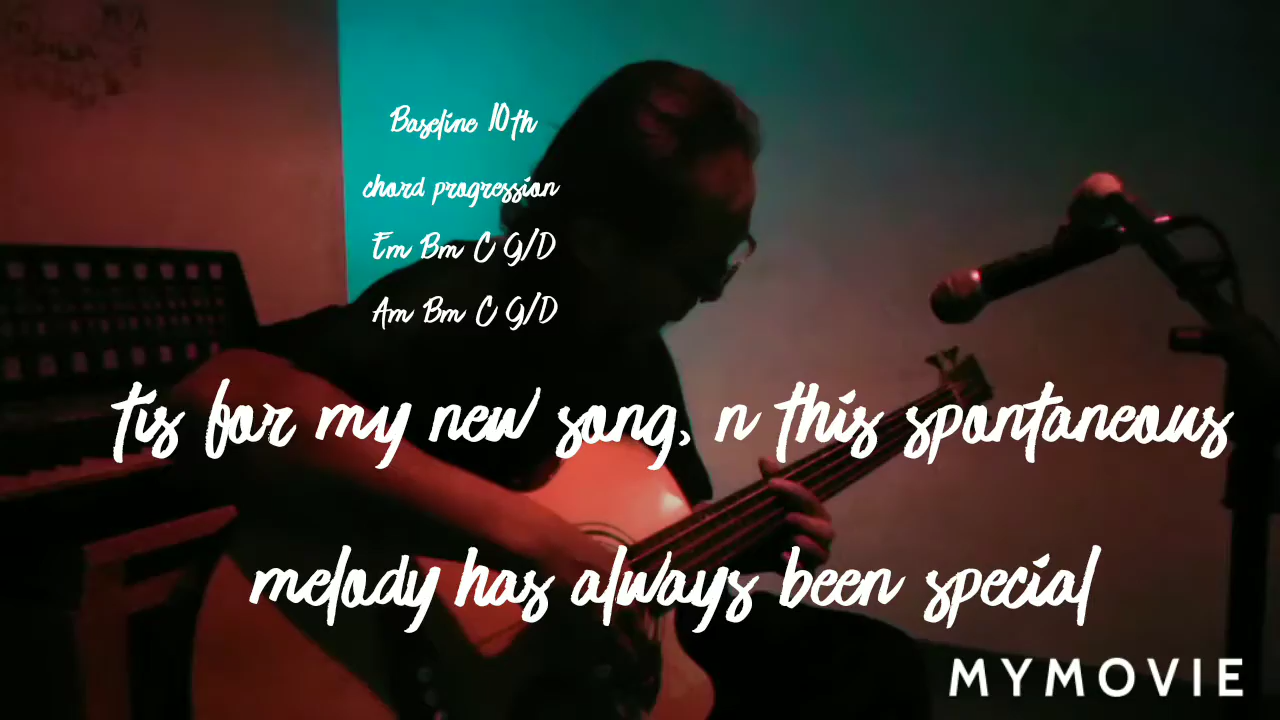 Baseline 10th
chord progression
Em Bm C G/D
Am Bm C G/D
tis for my new song, n this spontaneous
melody has always been special
MYMOVIE